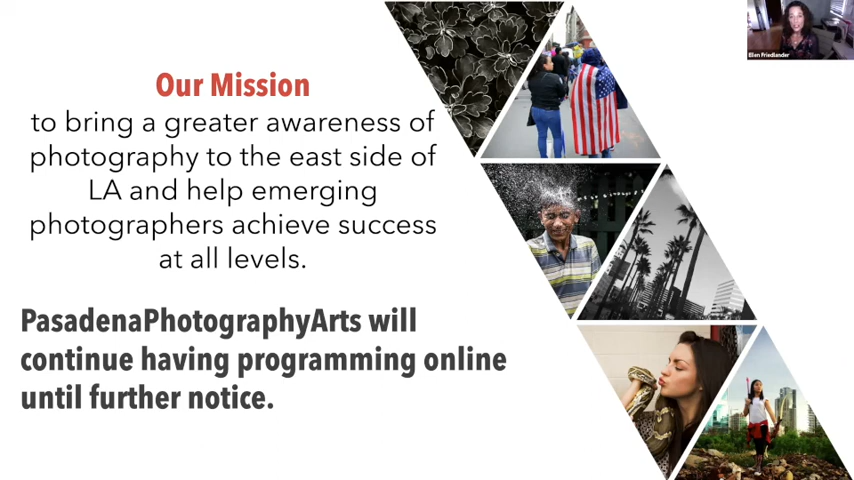 Our Mission
to bring a greater awareness of
photography to the east side of
LA and help emerging
photographers achieve success
at all levels.
PasadenaPhotographyArts will
continue having programming online
until further notice.
Ellen Friedlander